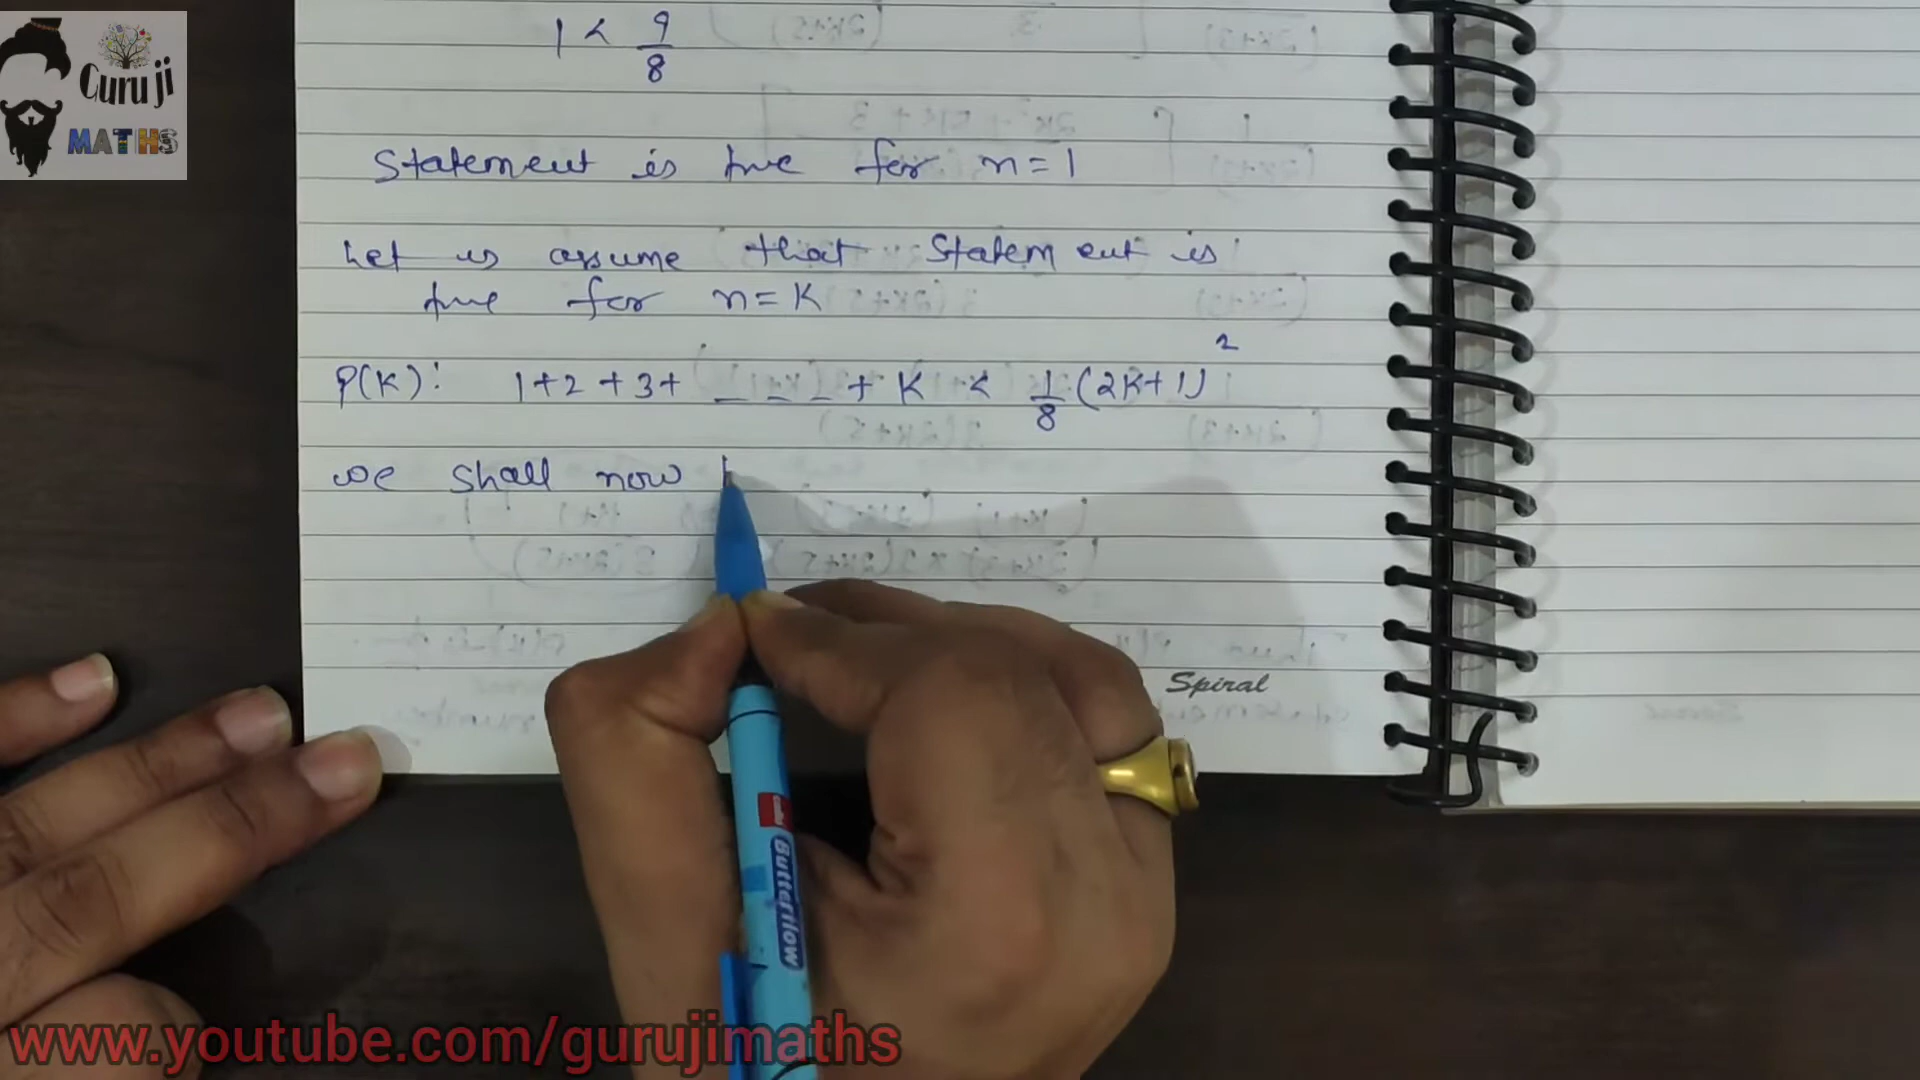 Guru ji
MATHS
1 < 9/8
Statement is true for n = 1
Let us assume that Statement is
true for n = K
P(K): 1 + 2 + 3 + _ _ _ + K < 1/8 (2K+1)²
we shall now
Spiral
Butterflow
www.youtube.com/gurujimaths